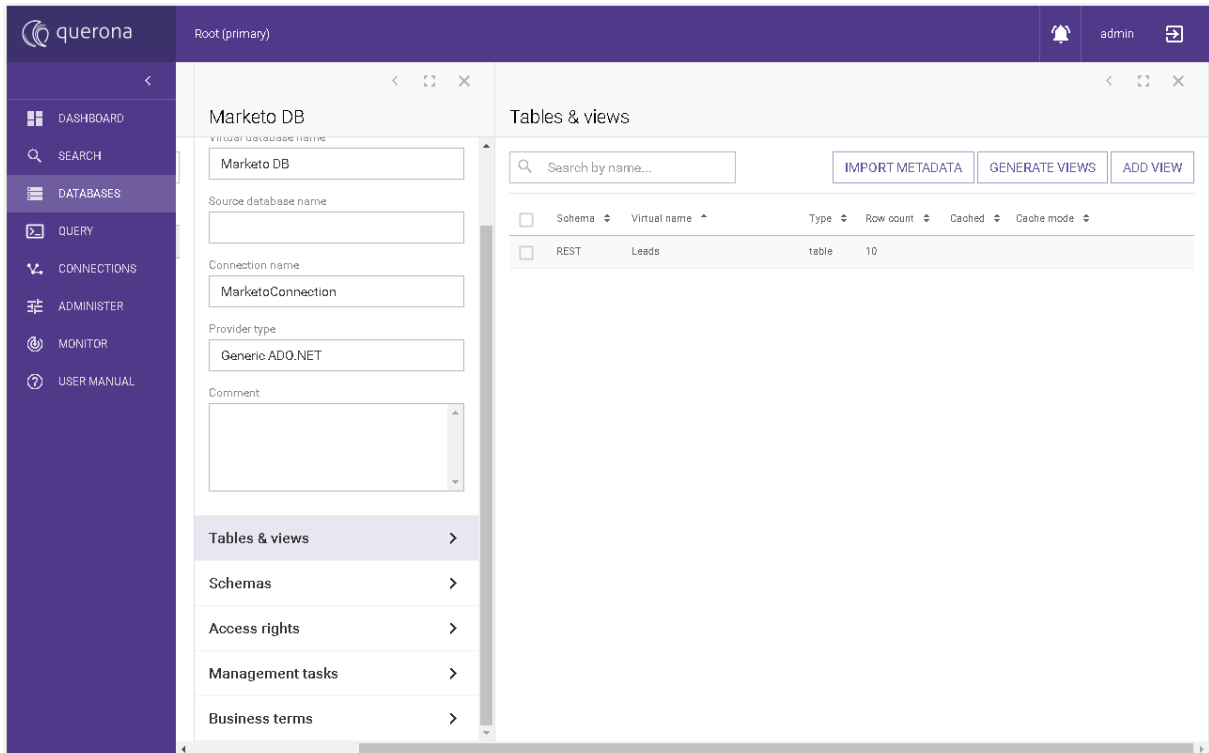 querona
Root (primary)
admin
DASHBOARD
SEARCH
DATABASES
QUERY
CONNECTIONS
ADMINISTER
MONITOR
USER MANUAL
Marketo DB
Virtual database name
Marketo DB
Source database name
Connection name
MarketoConnection
Provider type
Generic ADO.NET
Comment
Tables & views
Schemas
Access rights
Management tasks
Business terms
Tables & views
Search by name...
IMPORT METADATA GENERATE VIEWS ADD VIEW
Schema Virtual name Type Row count Cached Cache mode
REST Leads table 10